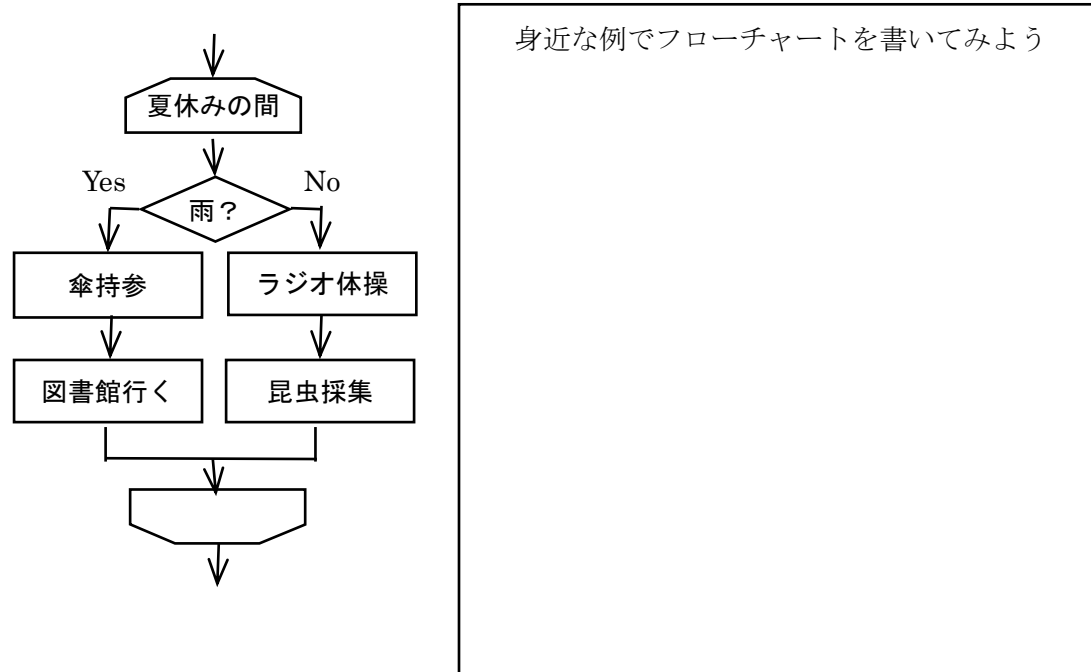 夏休みの間
Yes
No
雨？
傘持参
ラジオ体操
図書館行く
昆虫採集
身近な例でフローチャートを書いてみよう